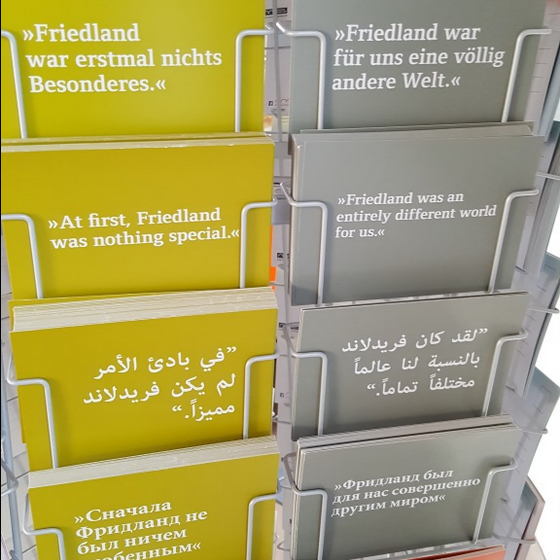 »Friedland
war erstmal nichts
Besonderes.«
»Friedland war
für uns eine völlig
andere Welt.«
»At first, Friedland
was nothing special.«
»Friedland was an
entirely different world
for us.«
”في بادئ الأمر
لم يكن فريدلاند
مميزاً.“
”لقد كان فريدلاند
بالنسبة لنا عالماً
مختلفاً تماماً.“
»Сначала
Фридланд не
был ничем
»Фридланд был
для нас совершенно
другим миром«